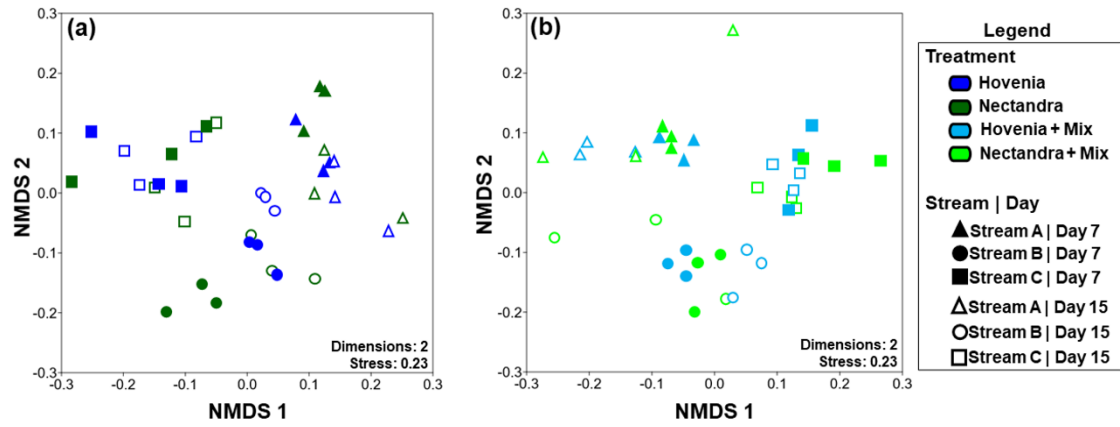 (a)
0.3
0.2
0.1
0.0
-0.1
-0.2
-0.3
NMDS 2
-0.3 -0.2 -0.1 0.0 0.1 0.2 0.3
NMDS 1
Dimensions: 2
Stress: 0.23
(b)
0.3
0.2
0.1
0.0
-0.1
-0.2
-0.3
NMDS 2
-0.3 -0.2 -0.1 0.0 0.1 0.2 0.3
NMDS 1
Dimensions: 2
Stress: 0.23
Legend
Treatment
Hovenia
Nectandra
Hovenia + Mix
Nectandra + Mix
Stream | Day
Stream A | Day 7
Stream B | Day 7
Stream C | Day 7
Stream A | Day 15
Stream B | Day 15
Stream C | Day 15